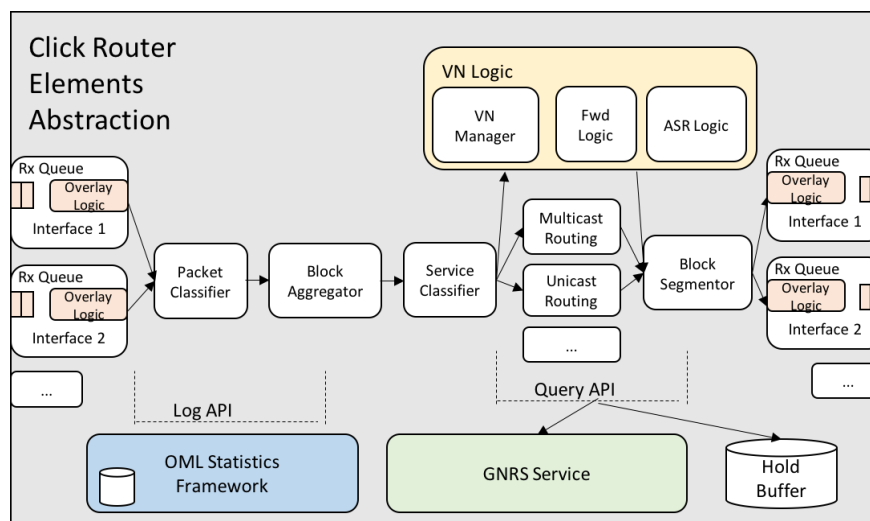 Click Router
Elements
Abstraction
VN Logic
VN
Manager
Fwd
Logic
ASR Logic
Rx Queue
Overlay
Logic
Interface 1
Rx Queue
Overlay
Logic
Interface 2
...
Packet
Classifier
Block
Aggregator
Service
Classifier
Multicast
Routing
Unicast
Routing
...
Block
Segmentor
Rx Queue
Overlay
Logic
Interface 1
Rx Queue
Overlay
Logic
Interface 2
...
Log API
Query API
OML Statistics
Framework
GNRS Service
Hold
Buffer